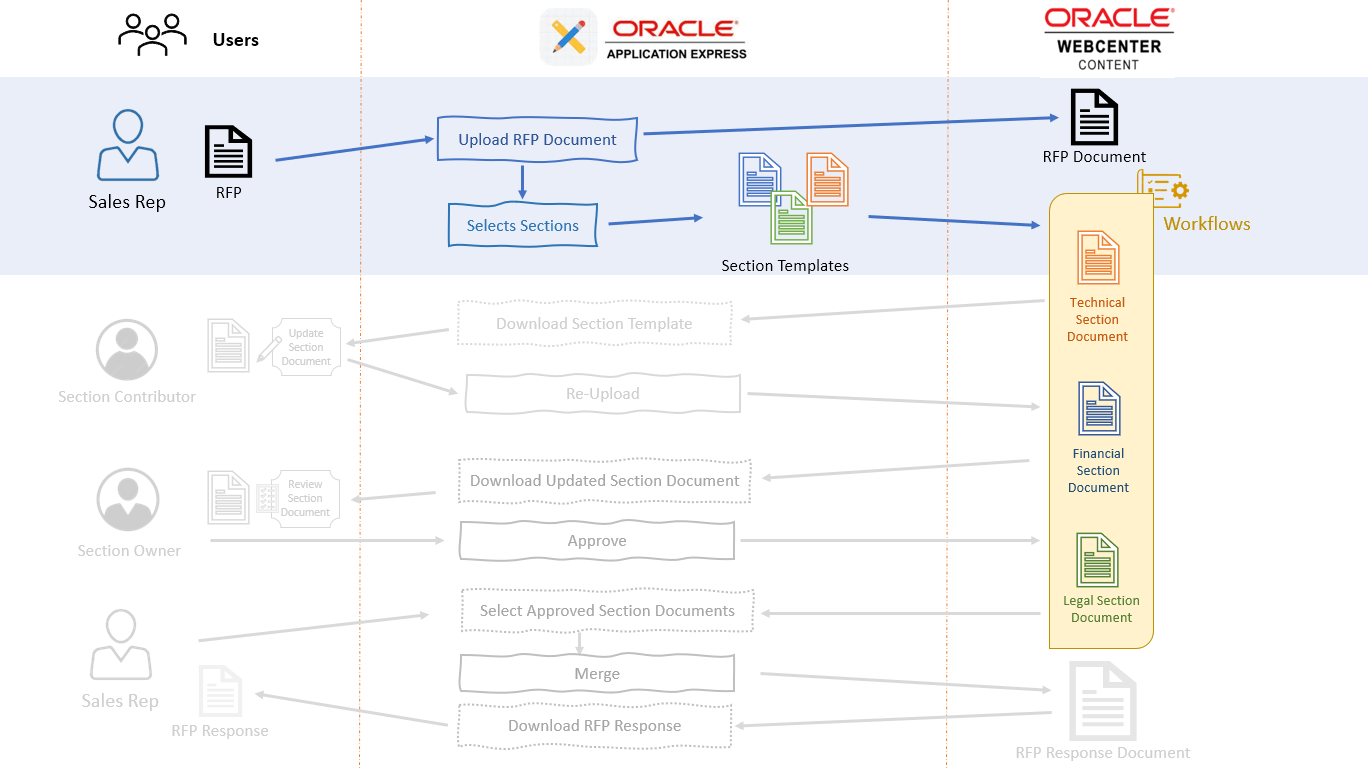 Users
ORACLE
APPLICATION EXPRESS
ORACLE
WEBCENTER
CONTENT
Sales Rep
RFP
Upload RFP Document
RFP Document
Selects Sections
Section Templates
Workflows
Technical
Section
Document
Section Contributor
Update
Section
Document
Download Section Template
Re-Upload
Financial
Section
Document
Section Owner
Review
Section
Document
Download Updated Section Document
Approve
Legal Section
Document
Sales Rep
RFP Response
Select Approved Section Documents
Merge
Download RFP Response
RFP Response Document